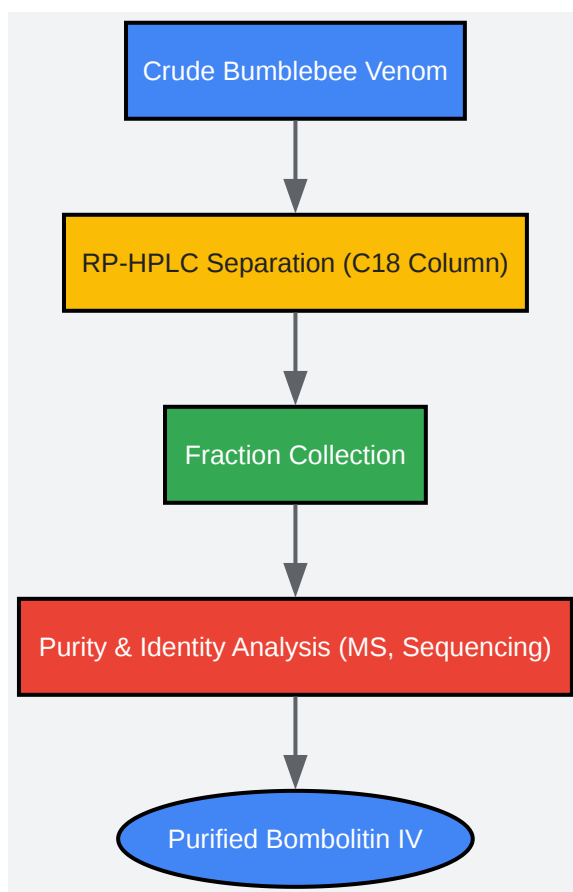 Crude Bumblebee Venom
RP-HPLC Separation (C18 Column)
Fraction Collection
Purity & Identity Analysis (MS, Sequencing)
Purified Bombolitin IV